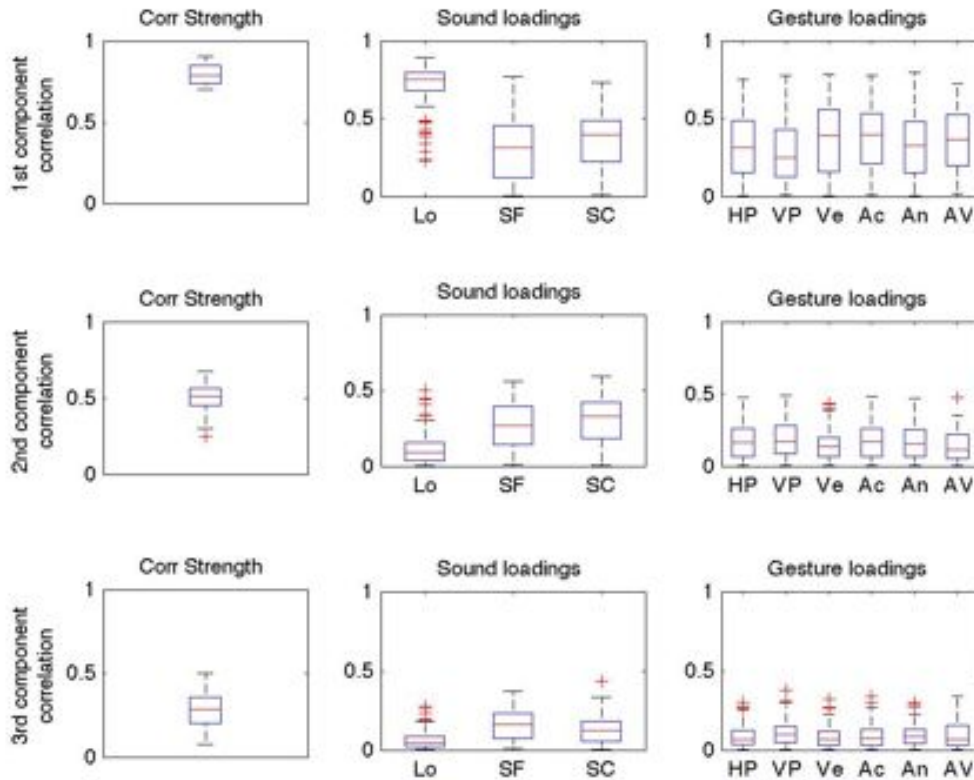 Corr Strength
Sound loadings
Gesture loadings
1st component
correlation
1
0.5
0
1
0.5
0
Lo SF SC
1
0.5
0
HP VP Ve Ac An AV
Corr Strength
Sound loadings
Gesture loadings
2nd component
correlation
1
0.5
0
1
0.5
0
Lo SF SC
1
0.5
0
HP VP Ve Ac An AV
Corr Strength
Sound loadings
Gesture loadings
3rd component
correlation
1
0.5
0
1
0.5
0
Lo SF SC
1
0.5
0
HP VP Ve Ac An AV